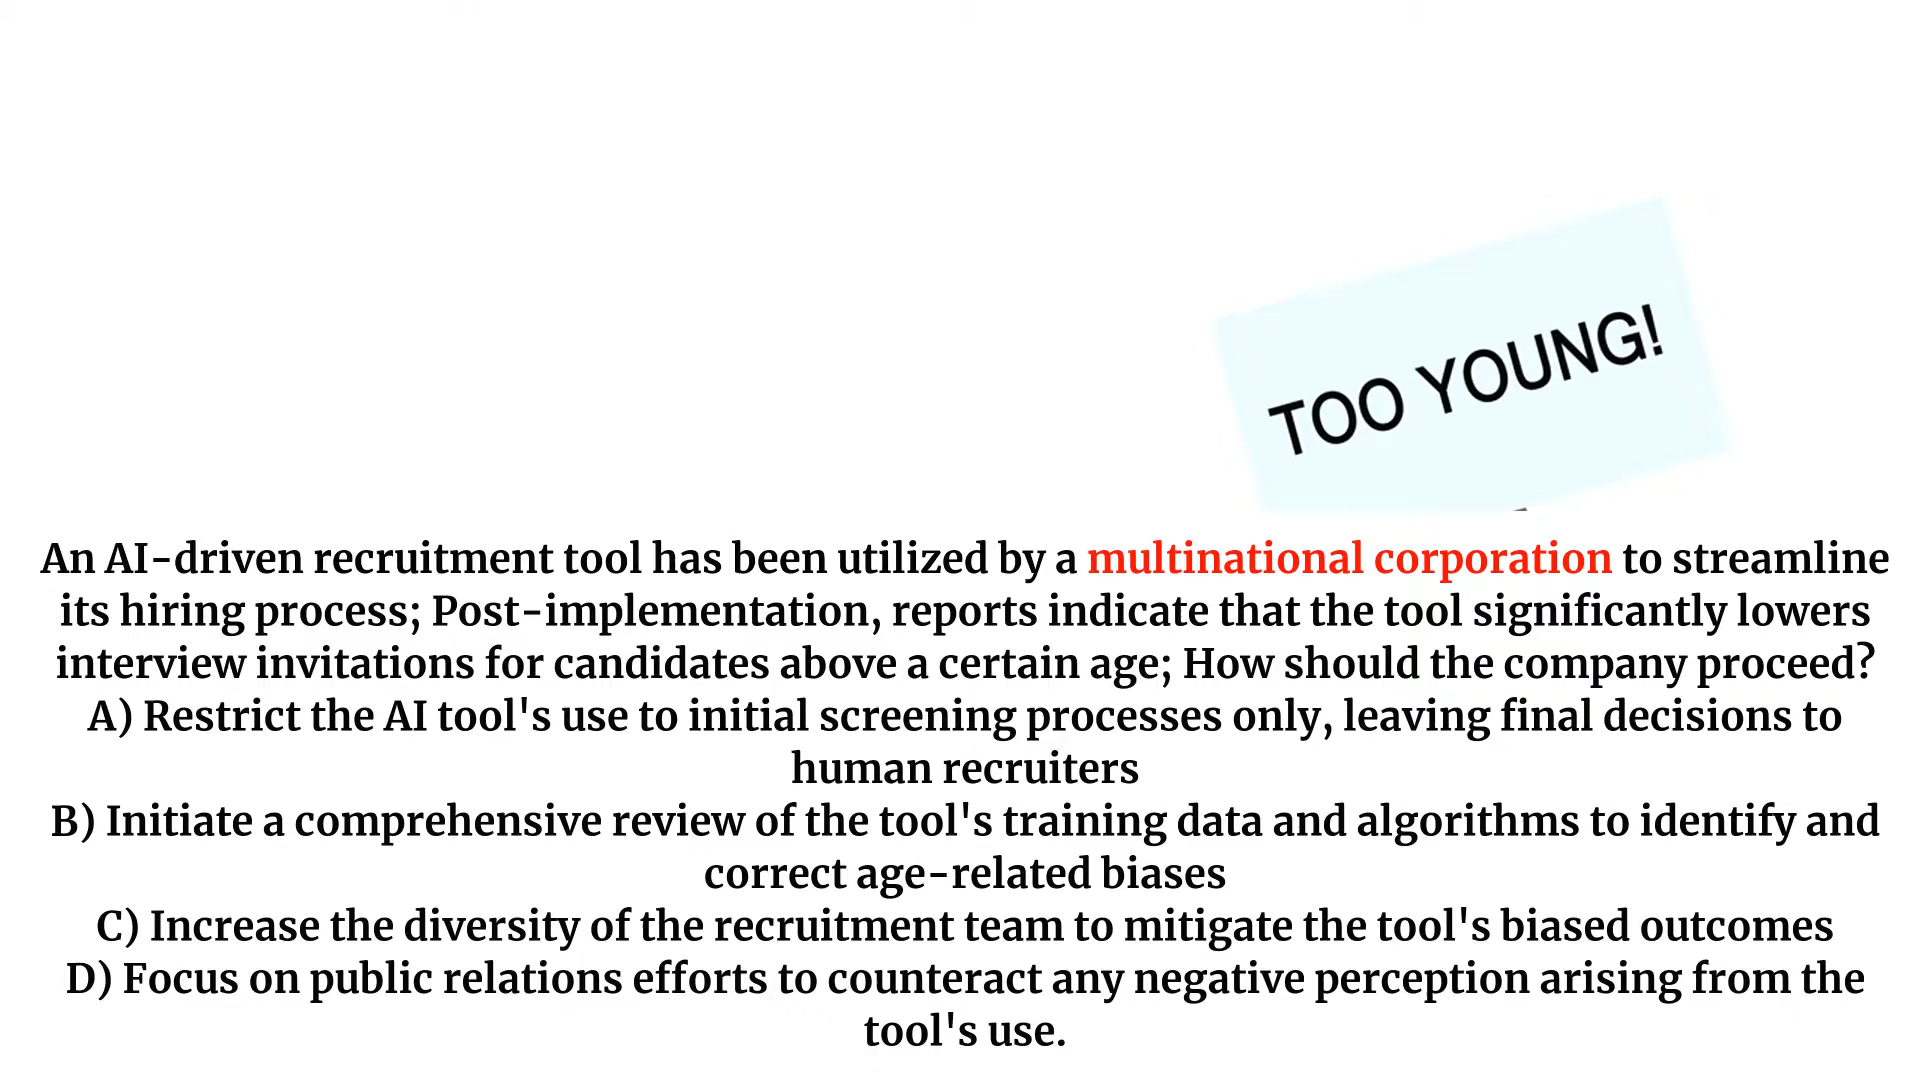 TOO YOUNG!
An AI-driven recruitment tool has been utilized by a multinational corporation to streamline
its hiring process; Post-implementation, reports indicate that the tool significantly lowers
interview invitations for candidates above a certain age; How should the company proceed?
A) Restrict the AI tool's use to initial screening processes only, leaving final decisions to
human recruiters
B) Initiate a comprehensive review of the tool's training data and algorithms to identify and
correct age-related biases
C) Increase the diversity of the recruitment team to mitigate the tool's biased outcomes
D) Focus on public relations efforts to counteract any negative perception arising from the
tool's use.